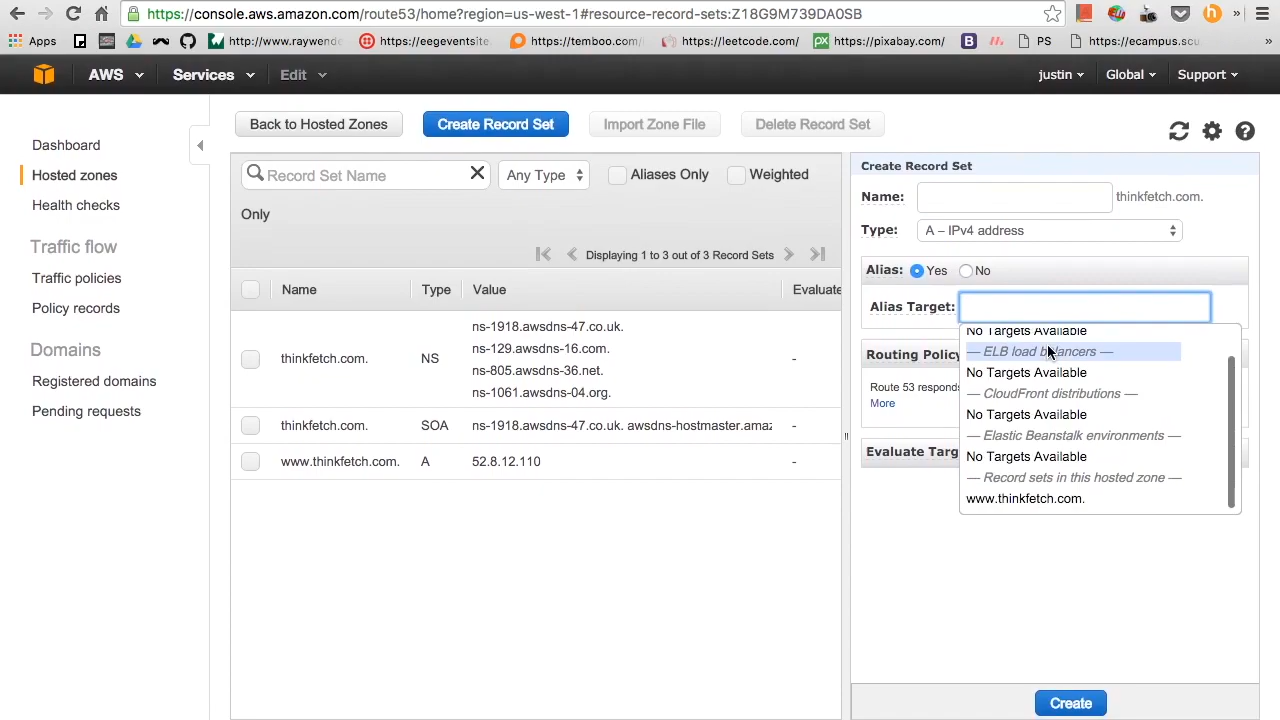 https://console.aws.amazon.com/route53/home?region=us-west-1#resource-record-sets:Z18G9M739DA0SB
Apps
http://www.raywende
https://eegeventsite
https://temboo.com/
https://leetcode.com/
https://pixabay.com/
PS
https://ecampus.scu
»
AWS
Services
Edit
justin
Global
Support
Dashboard
Hosted zones
Health checks
Traffic flow
Traffic policies
Policy records
Domains
Registered domains
Pending requests
Back to Hosted Zones
Create Record Set
Import Zone File
Delete Record Set
Record Set Name
Any Type
Aliases Only
Weighted
Only
Displaying 1 to 3 out of 3 Record Sets
Name Type Value Evaluate
thinkfetch.com. NS ns-1918.awsdns-47.co.uk. -
ns-129.awsdns-16.com.
ns-805.awsdns-36.net.
ns-1061.awsdns-04.org.
thinkfetch.com. SOA ns-1918.awsdns-47.co.uk. awsdns-hostmaster.amaz -
www.thinkfetch.com. A 52.8.12.110 -
Create Record Set
Name: thinkfetch.com.
Type: A – IPv4 address
Alias: Yes No
Alias Target:
No Targets Available
— ELB load balancers —
No Targets Available
— CloudFront distributions —
No Targets Available
— Elastic Beanstalk environments —
No Targets Available
— Record sets in this hosted zone —
www.thinkfetch.com.
Routing Policy
Route 53 responds
More
Evaluate Targ
Create